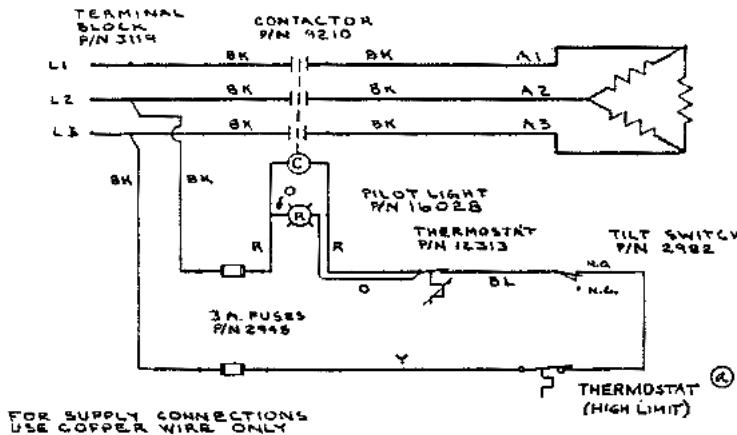 TERMINAL
BLOCK
P/N 3119
CONTACTOR
P/N 9210
L1
BK
BK
A1
L2
BK
BK
A2
L3
BK
BK
A3
C
BK
BK
O
R
PILOT LIGHT
P/N 16028
R
R
THERMOSTAT
P/N 12313
TILT SWITCH
P/N 2982
N.O.
N.C.
O
BL
3 A. FUSES
P/N 2945
Y
a
THERMOSTAT
(HIGH LIMIT)
FOR SUPPLY CONNECTIONS
USE COPPER WIRE ONLY